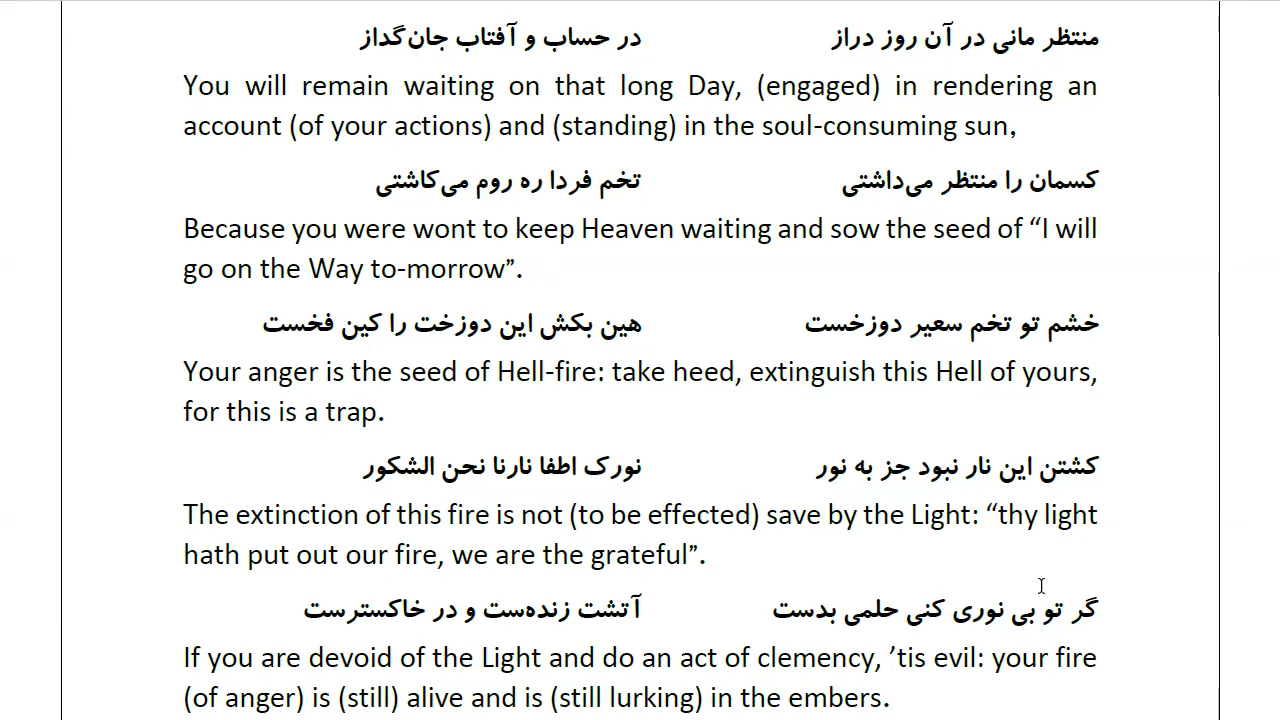 منتظر مانی در آن روز دراز در حساب و آفتاب جان‌گداز
You will remain waiting on that long Day, (engaged) in rendering an
account (of your actions) and (standing) in the soul-consuming sun,
کسمان را منتظر می‌داشتی تخم فردا ره روم می‌کاشتی
Because you were wont to keep Heaven waiting and sow the seed of “I will
go on the Way to-morrow”.
خشم تو تخم سعیر دوزخست هین بکش این دوزخت را کین فخست
Your anger is the seed of Hell-fire: take heed, extinguish this Hell of yours,
for this is a trap.
کشتن این نار نبود جز به نور نورک اطفا نارنا نحن الشکور
The extinction of this fire is not (to be effected) save by the Light: “thy light
hath put out our fire, we are the grateful”.
گر تو بی نوری کنی حلمی بدست آتشت زنده‌ست و در خاکسترست
If you are devoid of the Light and do an act of clemency, ’tis evil: your fire
(of anger) is (still) alive and is (still lurking) in the embers.